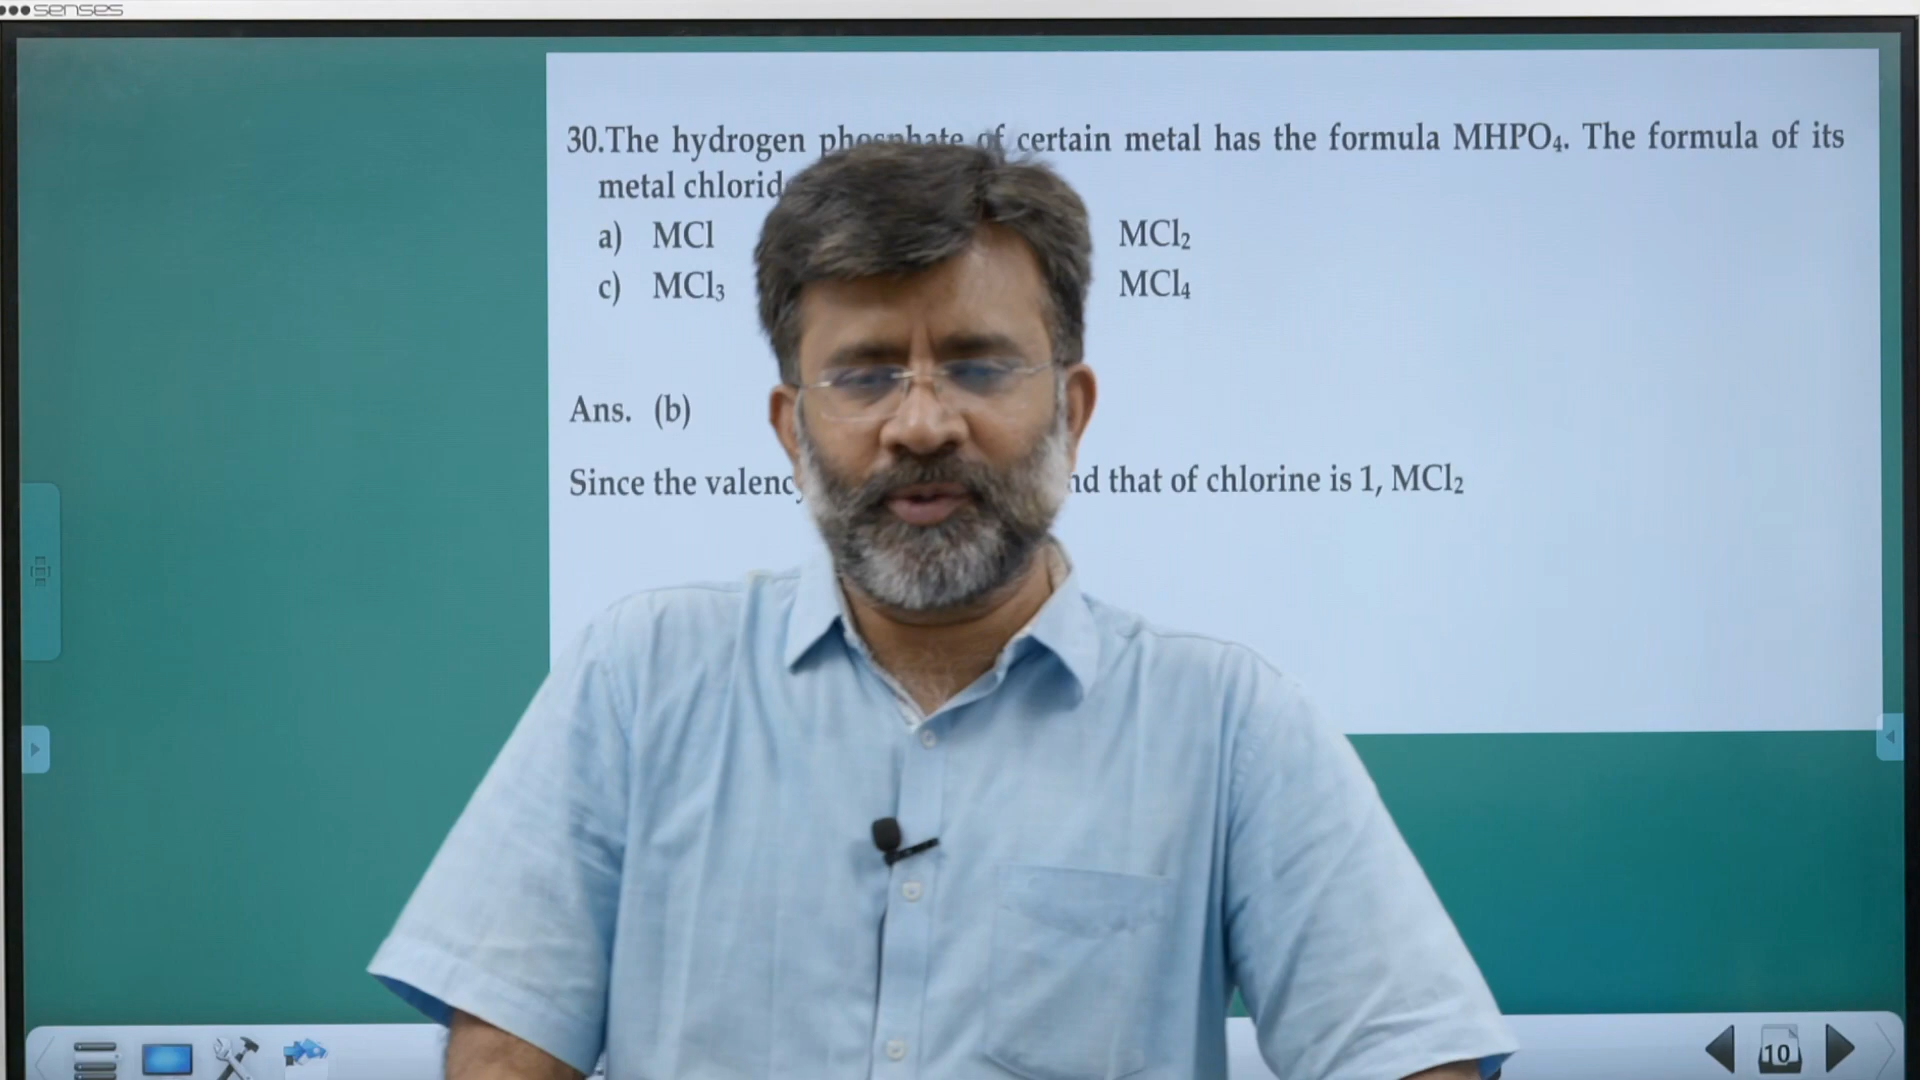 senses
30.The hydrogen phosphate of certain metal has the formula MHPO₄. The formula of its
metal chlorid
a) MCl MCl₂
c) MCl₃ MCl₄
Ans. (b)
Since the valency nd that of chlorine is 1, MCl₂
10